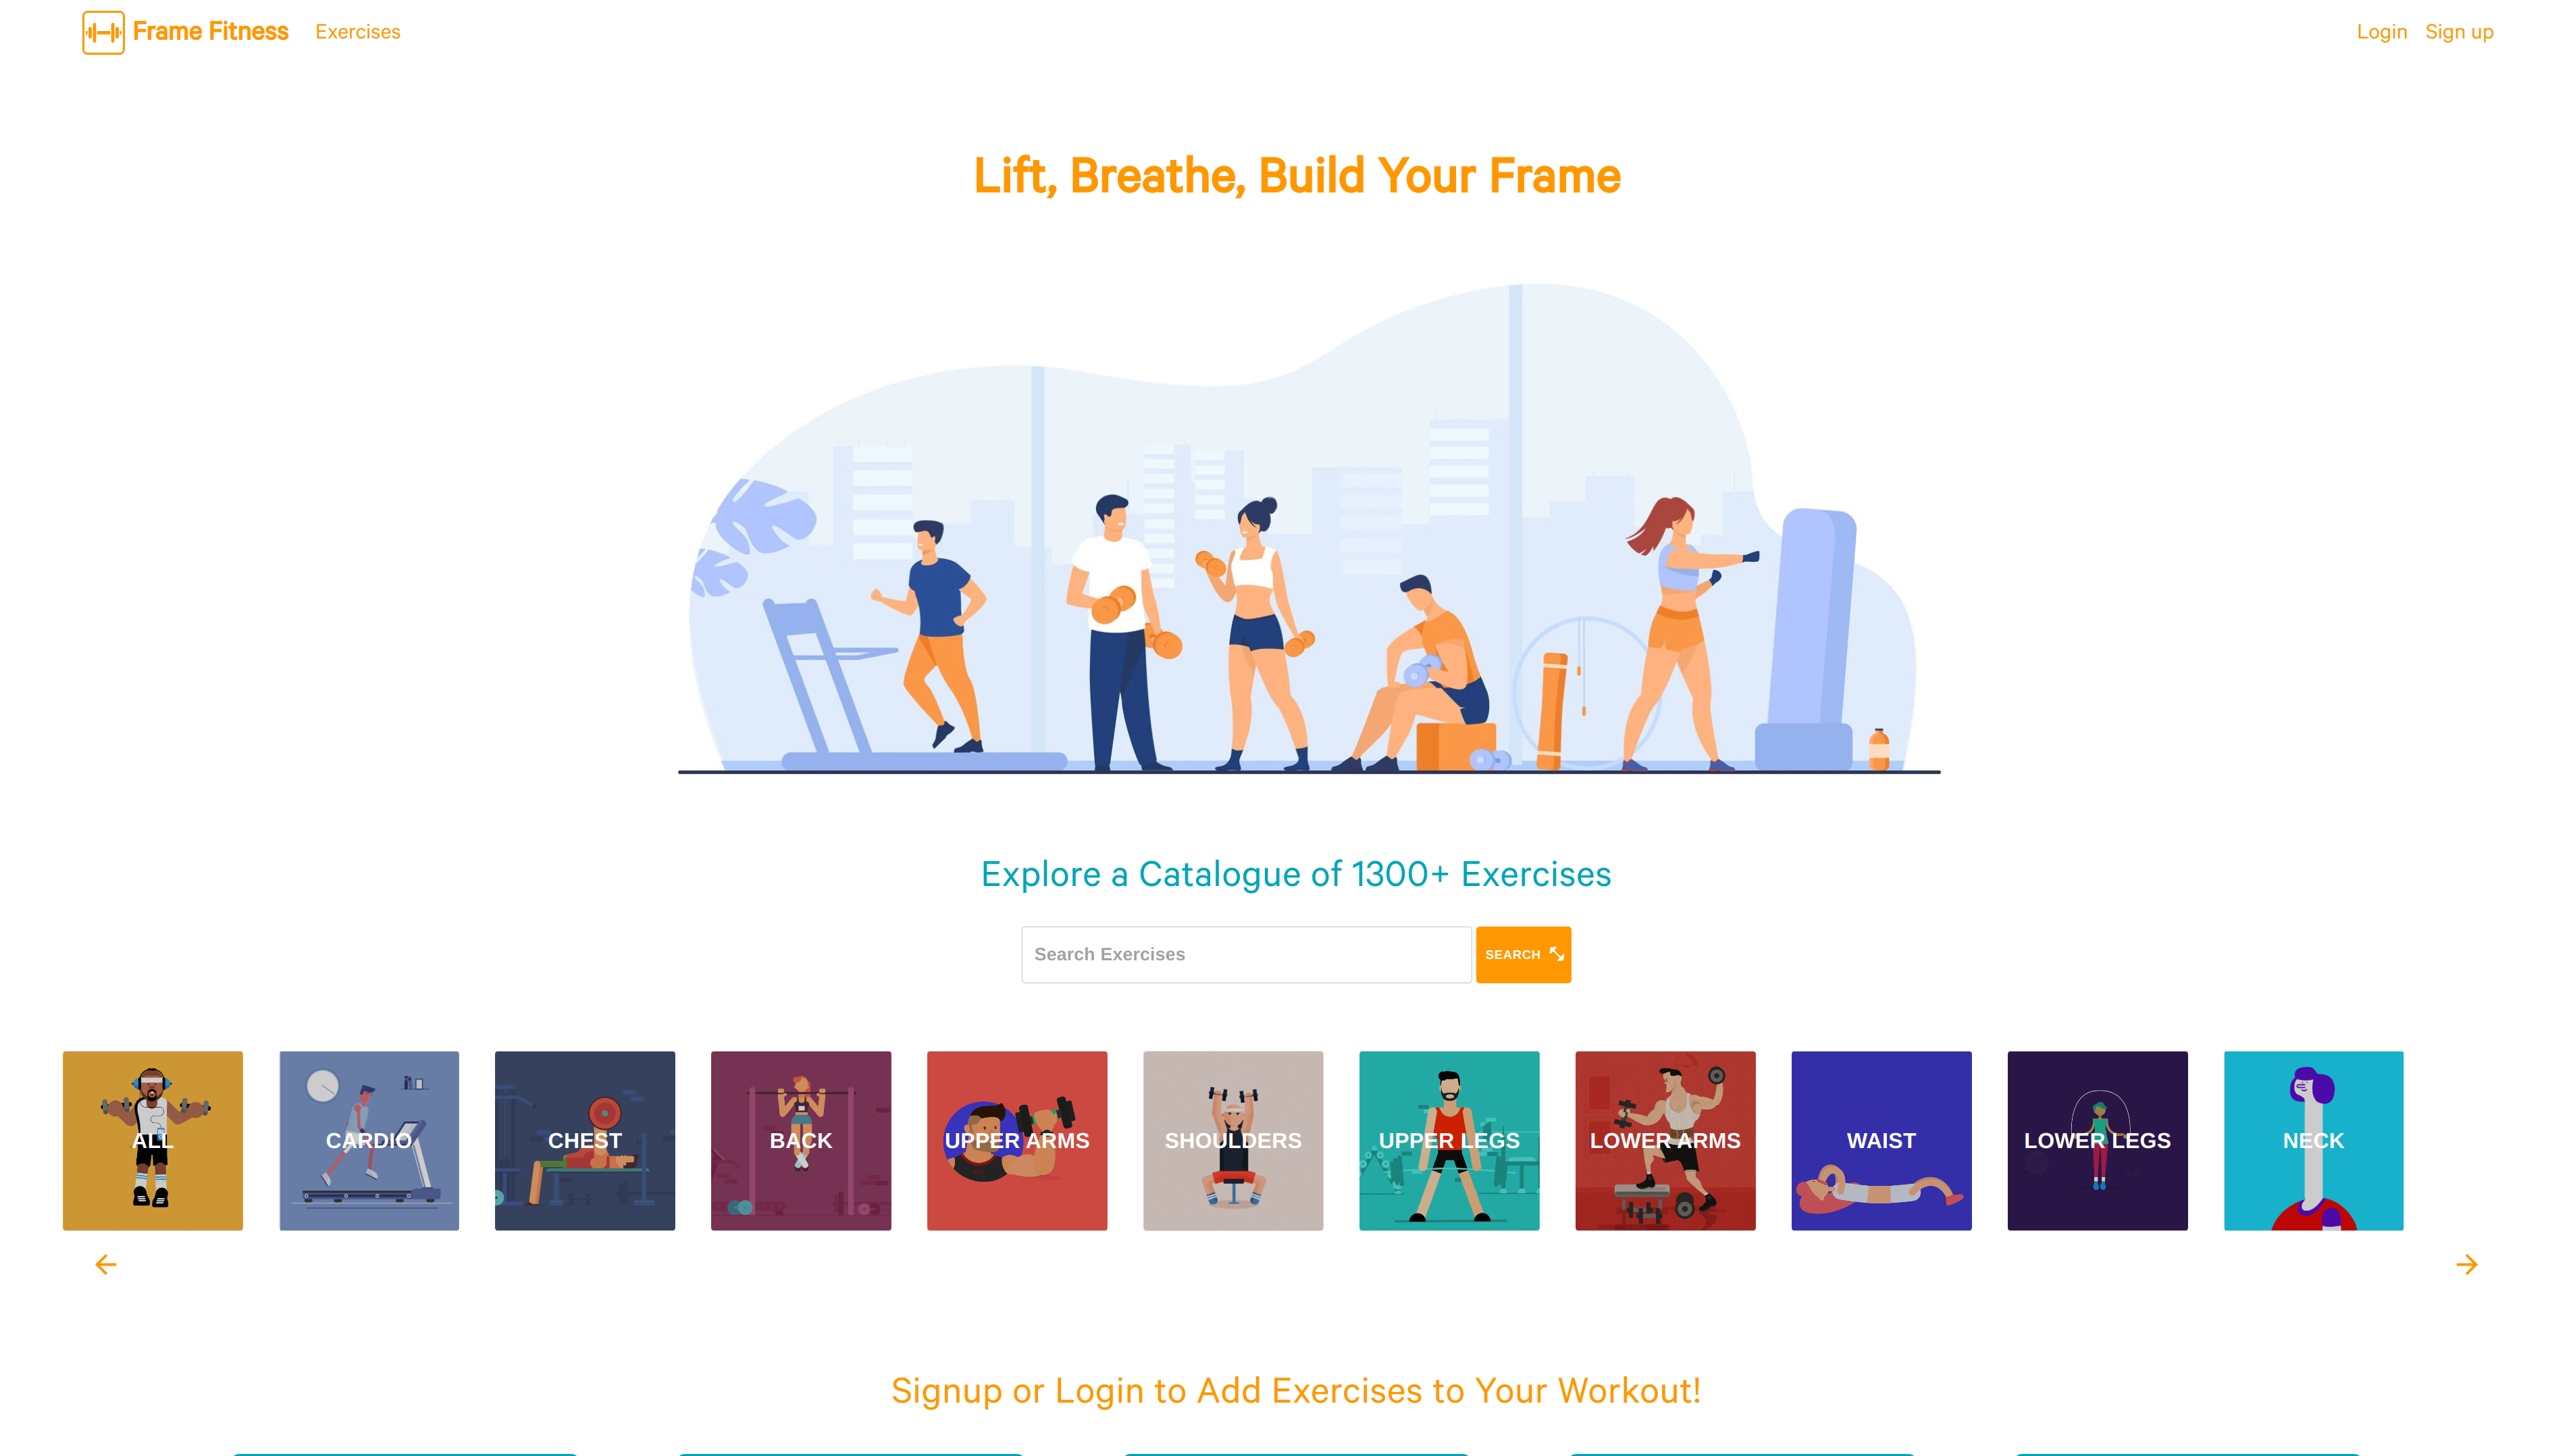 Frame Fitness
Exercises
Login
Sign up
Lift, Breathe, Build Your Frame
Explore a Catalogue of 1300+ Exercises
Search Exercises
SEARCH
ALL
CARDIO
CHEST
BACK
UPPER ARMS
SHOULDERS
UPPER LEGS
LOWER ARMS
WAIST
LOWER LEGS
NECK
Signup or Login to Add Exercises to Your Workout!